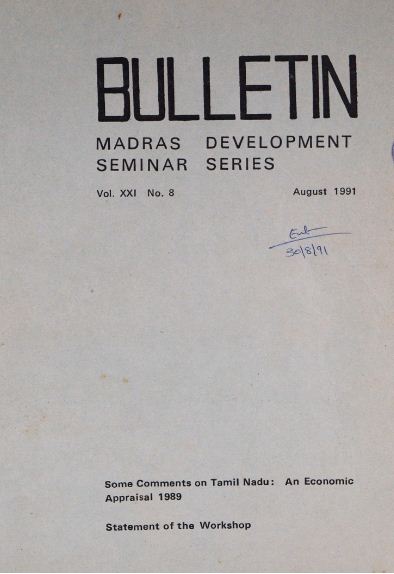 BULLETIN
MADRAS DEVELOPMENT
SEMINAR SERIES
Vol. XXI No. 8 August 1991
30/8/91
Some Comments on Tamil Nadu: An Economic
Appraisal 1989
Statement of the Workshop